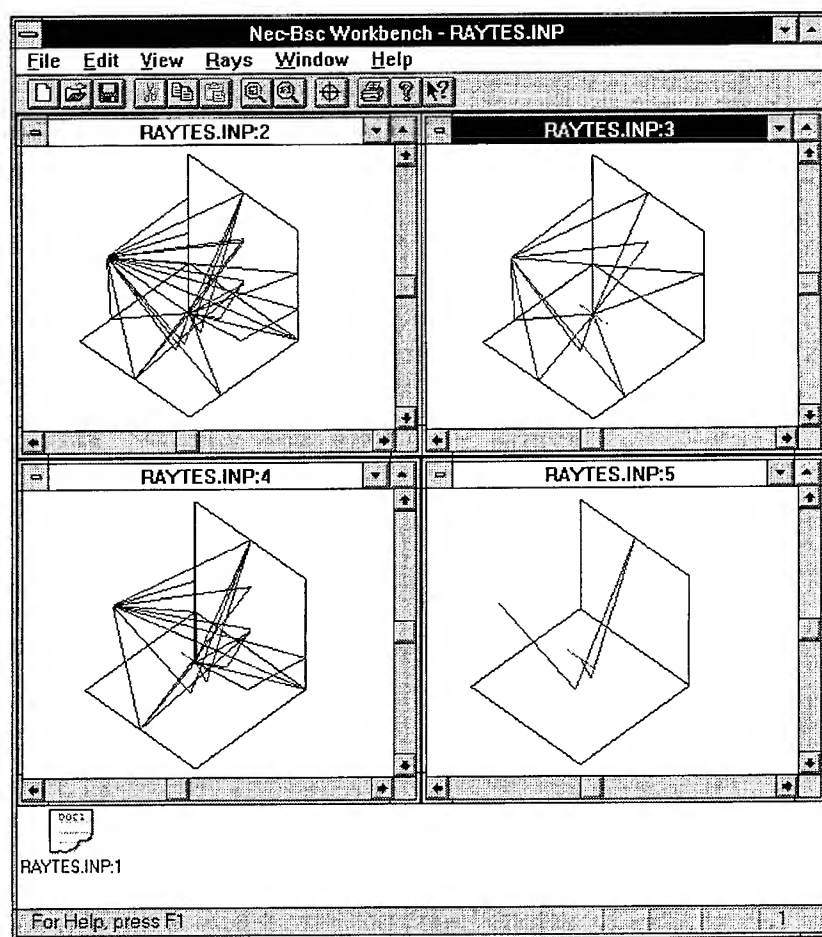 Nec-Bsc Workbench - RAYTES.INP
File Edit View Rays Window Help
RAYTES.INP:2
RAYTES.INP:3
RAYTES.INP:4
RAYTES.INP:5
DOC1
RAYTES.INP:1
For Help, press F1
1